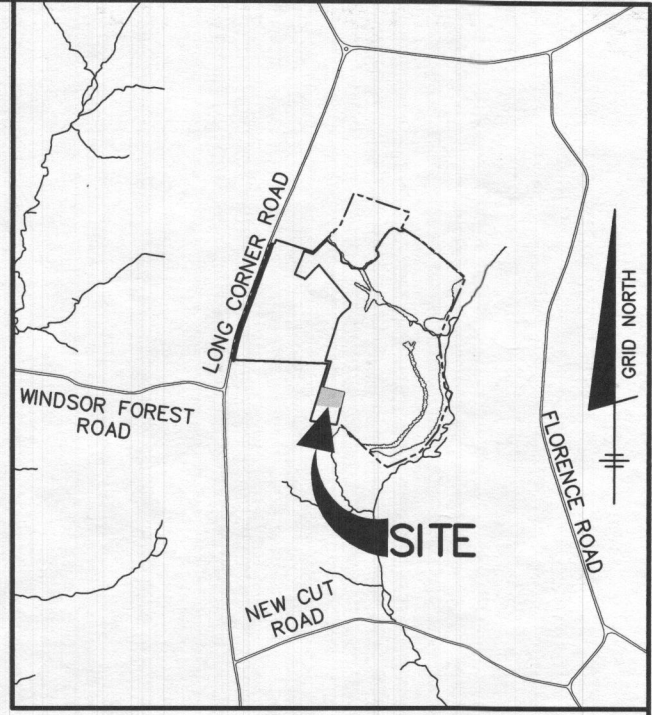 LONG CORNER ROAD
GRID NORTH
WINDSOR FOREST
ROAD
FLORENCE ROAD
SITE
NEW CUT
ROAD